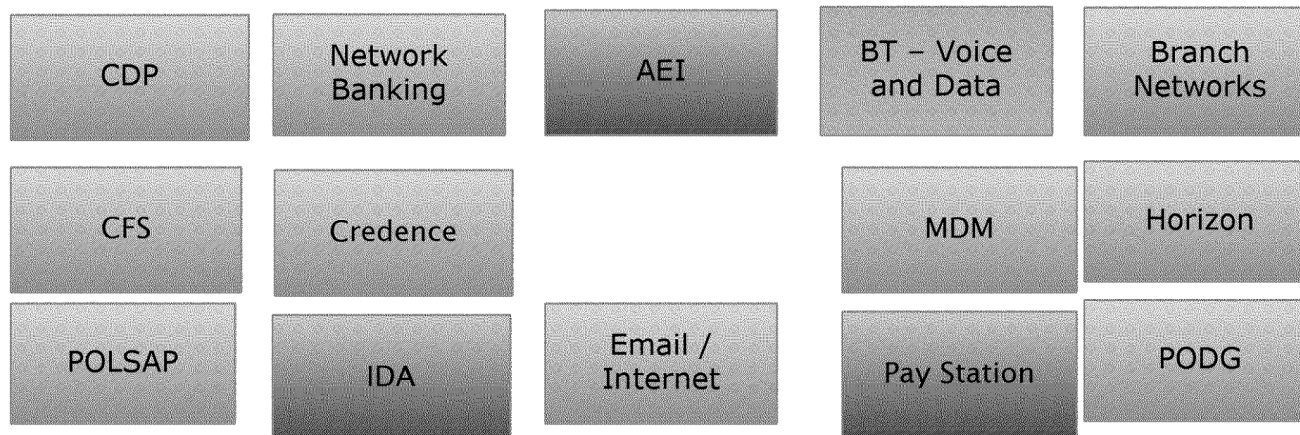 CDP
Network
Banking
AEI
BT – Voice
and Data
Branch
Networks
CFS
Credence
MDM
Horizon
POLSAP
IDA
Email /
Internet
Pay Station
PODG